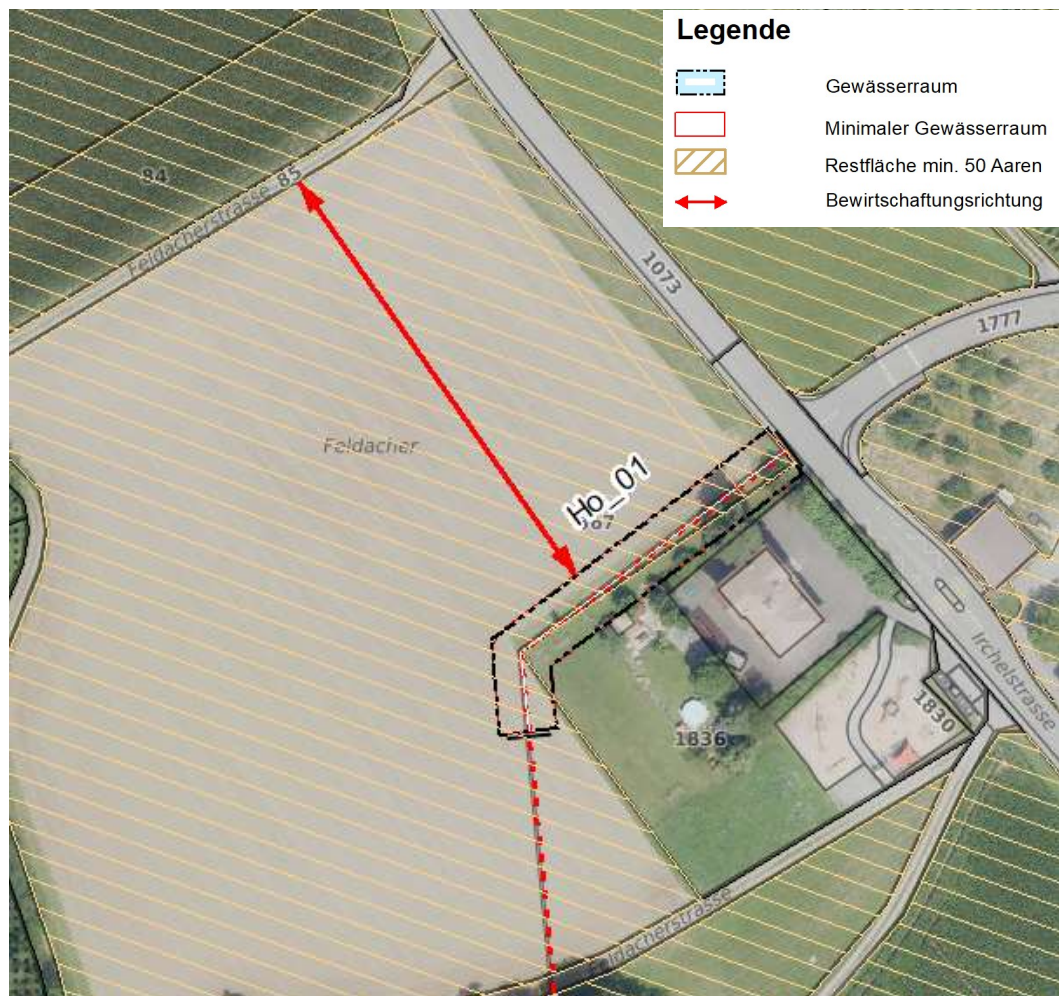 Legende
Gewässerraum
Minimaler Gewässerraum
Restfläche min. 50 Aaren
Bewirtschaftungsrichtung
84
Feldacherstrasse 85
1073
1777
Feldacher
Ho_01
1836
1830
Irchelstrasse
Feldacherstrasse